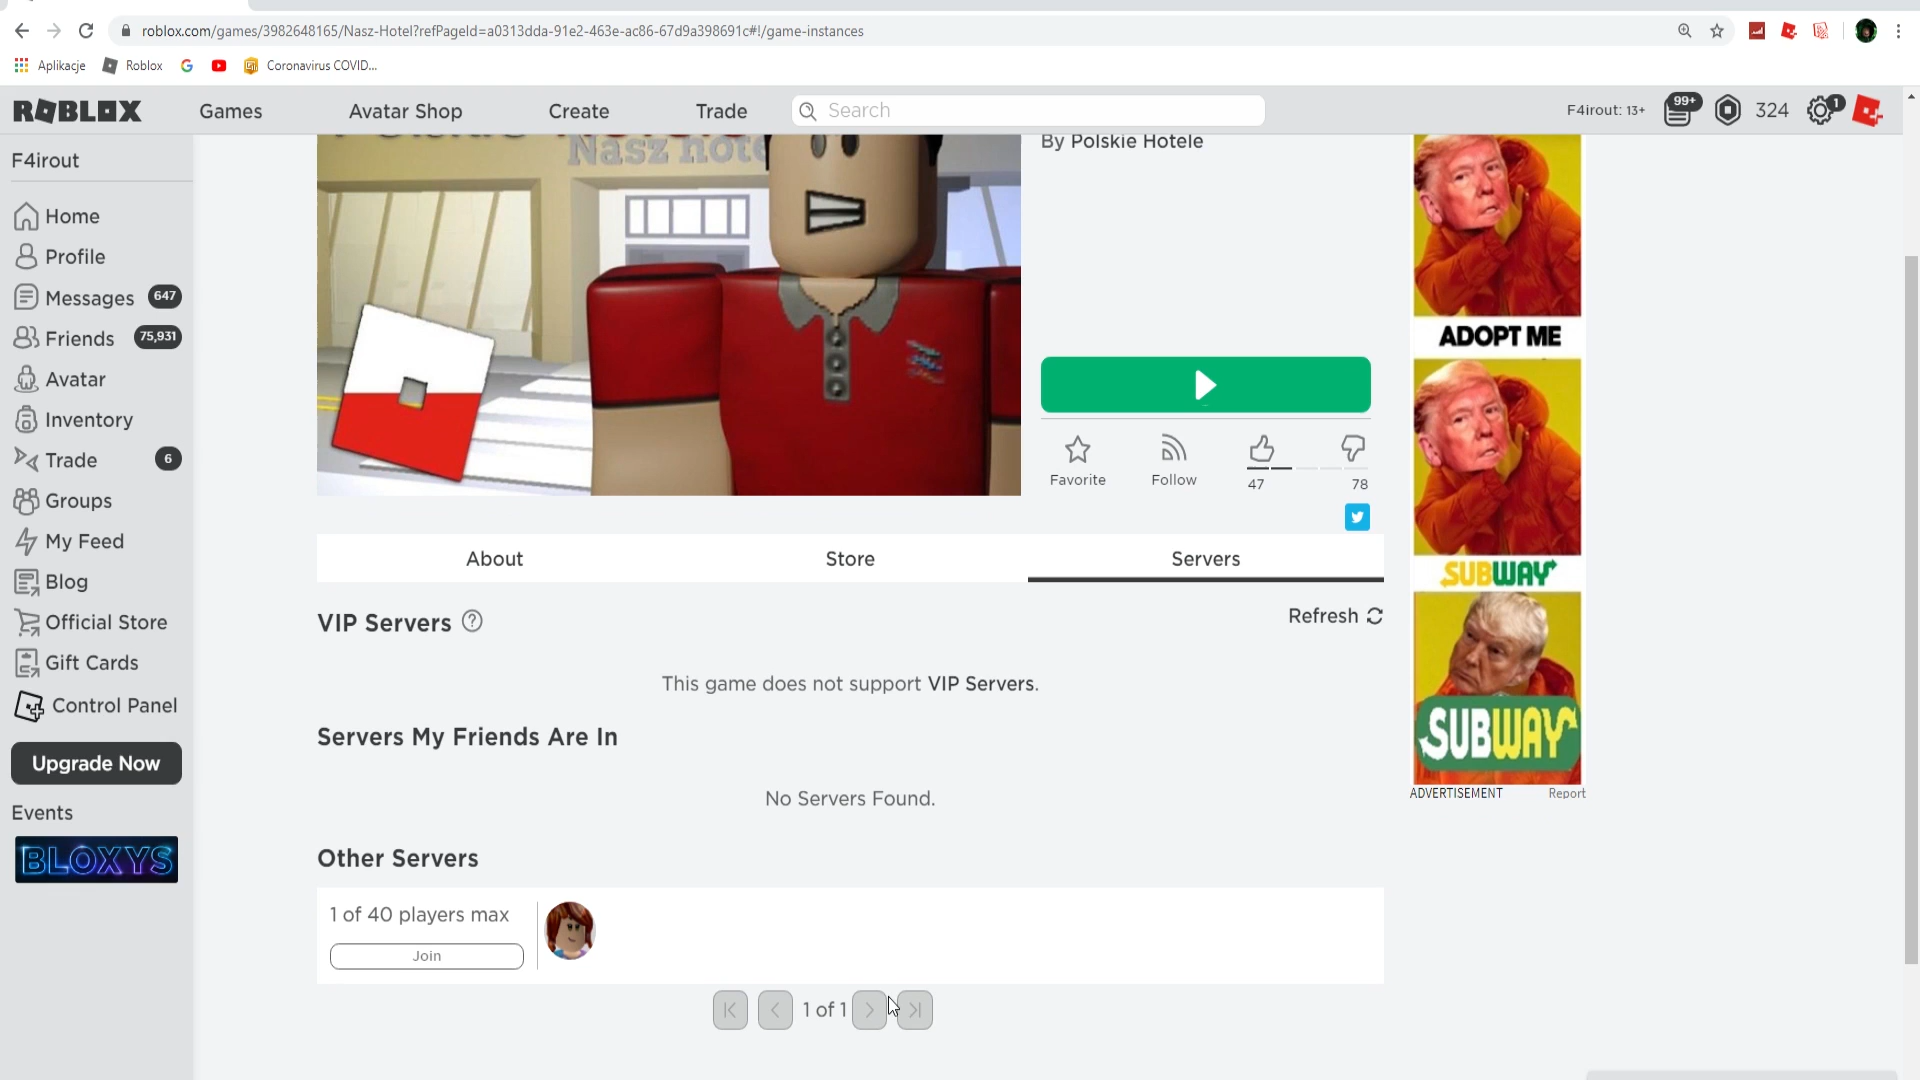 roblox.com/games/3982648165/Nasz-Hotel?refPageId=a0313dda-91e2-463e-ac86-67d9a398691c#!/game-instances
Aplikacje
Roblox
Coronavirus COVID...
ROBLOX
Games
Avatar Shop
Create
Trade
Search
F4irout: 13+
99+
324
1
F4irout
Home
Profile
Messages
647
Friends
75,931
Avatar
Inventory
Trade
6
Groups
My Feed
Blog
Official Store
Gift Cards
Control Panel
Upgrade Now
Events
BLOXYS
Nasz hote
By Polskie Hotele
Favorite
Follow
47
78
About
Store
Servers
VIP Servers
Refresh
This game does not support VIP Servers.
Servers My Friends Are In
No Servers Found.
Other Servers
1 of 40 players max
Join
1 of 1
ADOPT ME
SUBWAY
SUBWAY
ADVERTISEMENT
Report